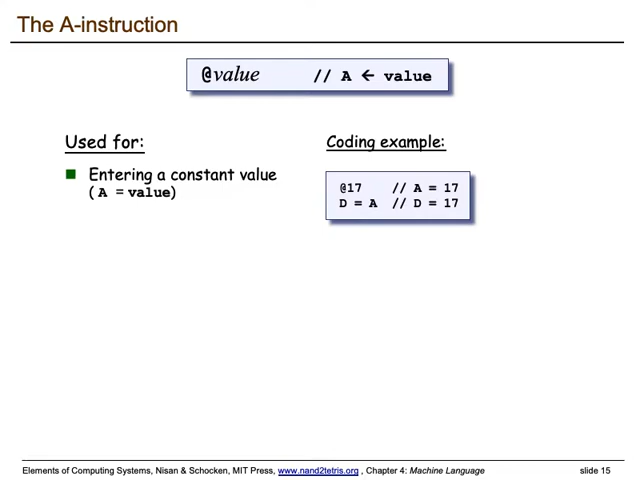 The A-instruction
@value // A ← value
Used for:
Coding example:
Entering a constant value
( A = value)
@17 // A = 17
D = A // D = 17
Elements of Computing Systems, Nisan & Schocken, MIT Press, www.nand2tetris.org , Chapter 4: Machine Language
slide 15